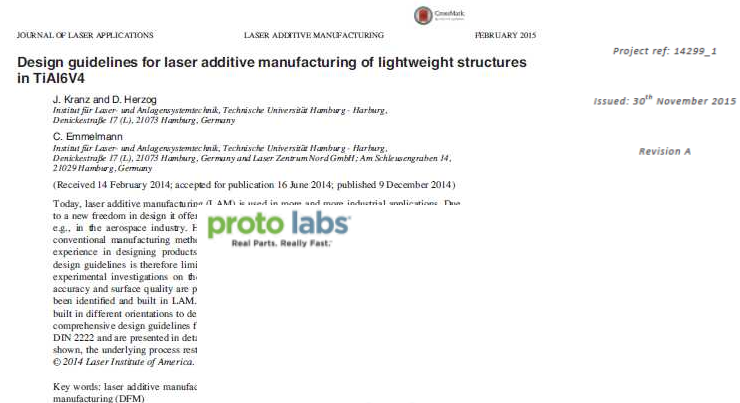 CrossMark
JOURNAL OF LASER APPLICATIONS LASER ADDITIVE MANUFACTURING FEBRUARY 2015
Design guidelines for laser additive manufacturing of lightweight structures
in TiAl6V4
J. Kranz and D. Herzog
Institut für Laser- und Anlagensystemtechnik, Technische Universität Hamburg - Harburg,
Denickestraße 17 (L), 21073 Hamburg, Germany
C. Emmelmann
Institut für Laser- und Anlagensystemtechnik, Technische Universität Hamburg - Harburg,
Denickestraße 17 (L), 21073 Hamburg, Germany and Laser Zentrum Nord GmbH; Am Schleusengraben 14,
21029 Hamburg, Germany
(Received 14 February 2014; accepted for publication 16 June 2014; published 9 December 2014)
Today, laser additive manufacturing (LAM) is used in more and more industrial applications. Due
to a new freedom in design it offe
e.g., in the aerospace industry. H
conventional manufacturing meth
experience in designing products
design guidelines is therefore limi
experimental investigations on th
accuracy and surface quality are p
been identified and built in LAM.
built in different orientations to de
comprehensive design guidelines f
DIN 2222 and are presented in deta
shown, the underlying process rest
© 2014 Laser Institute of America.
Key words: laser additive manufac
manufacturing (DFM)
proto labs®
Real Parts. Really Fast.™
Project ref: 14299_1
Issued: 30th November 2015
Revision A